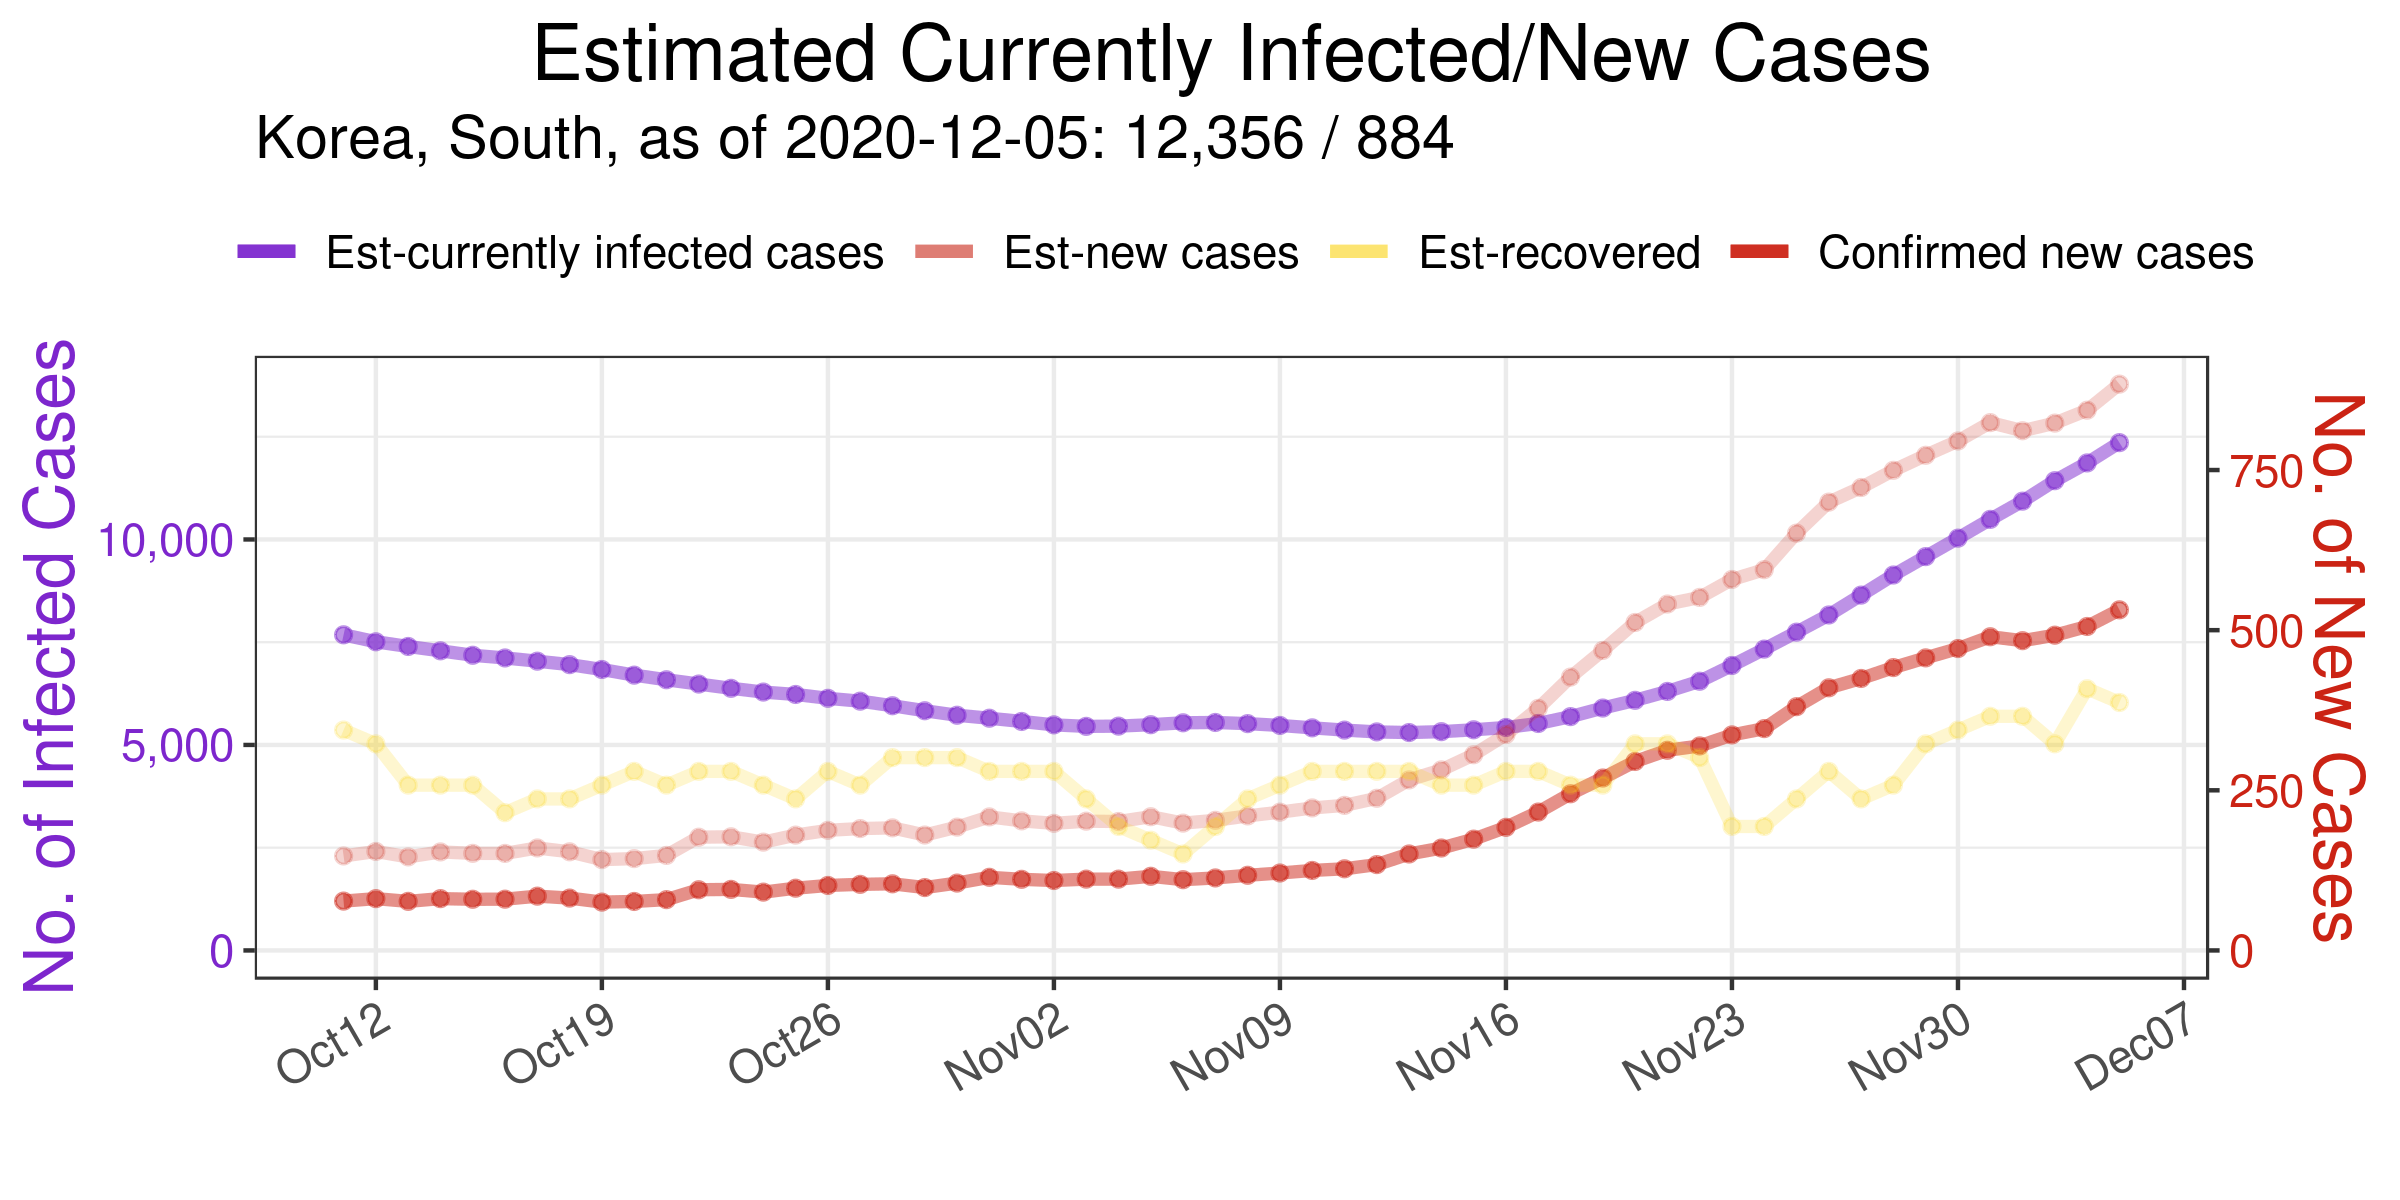 Estimated Currently Infected/New Cases
Korea, South, as of 2020-12-05: 12,356 / 884
Est-currently infected cases Est-new cases Est-recovered Confirmed new cases
No. of Infected Cases
10,000
5,000
0
No. of New Cases
750
500
250
0
Oct12 Oct19 Oct26 Nov02 Nov09 Nov16 Nov23 Nov30 Dec07